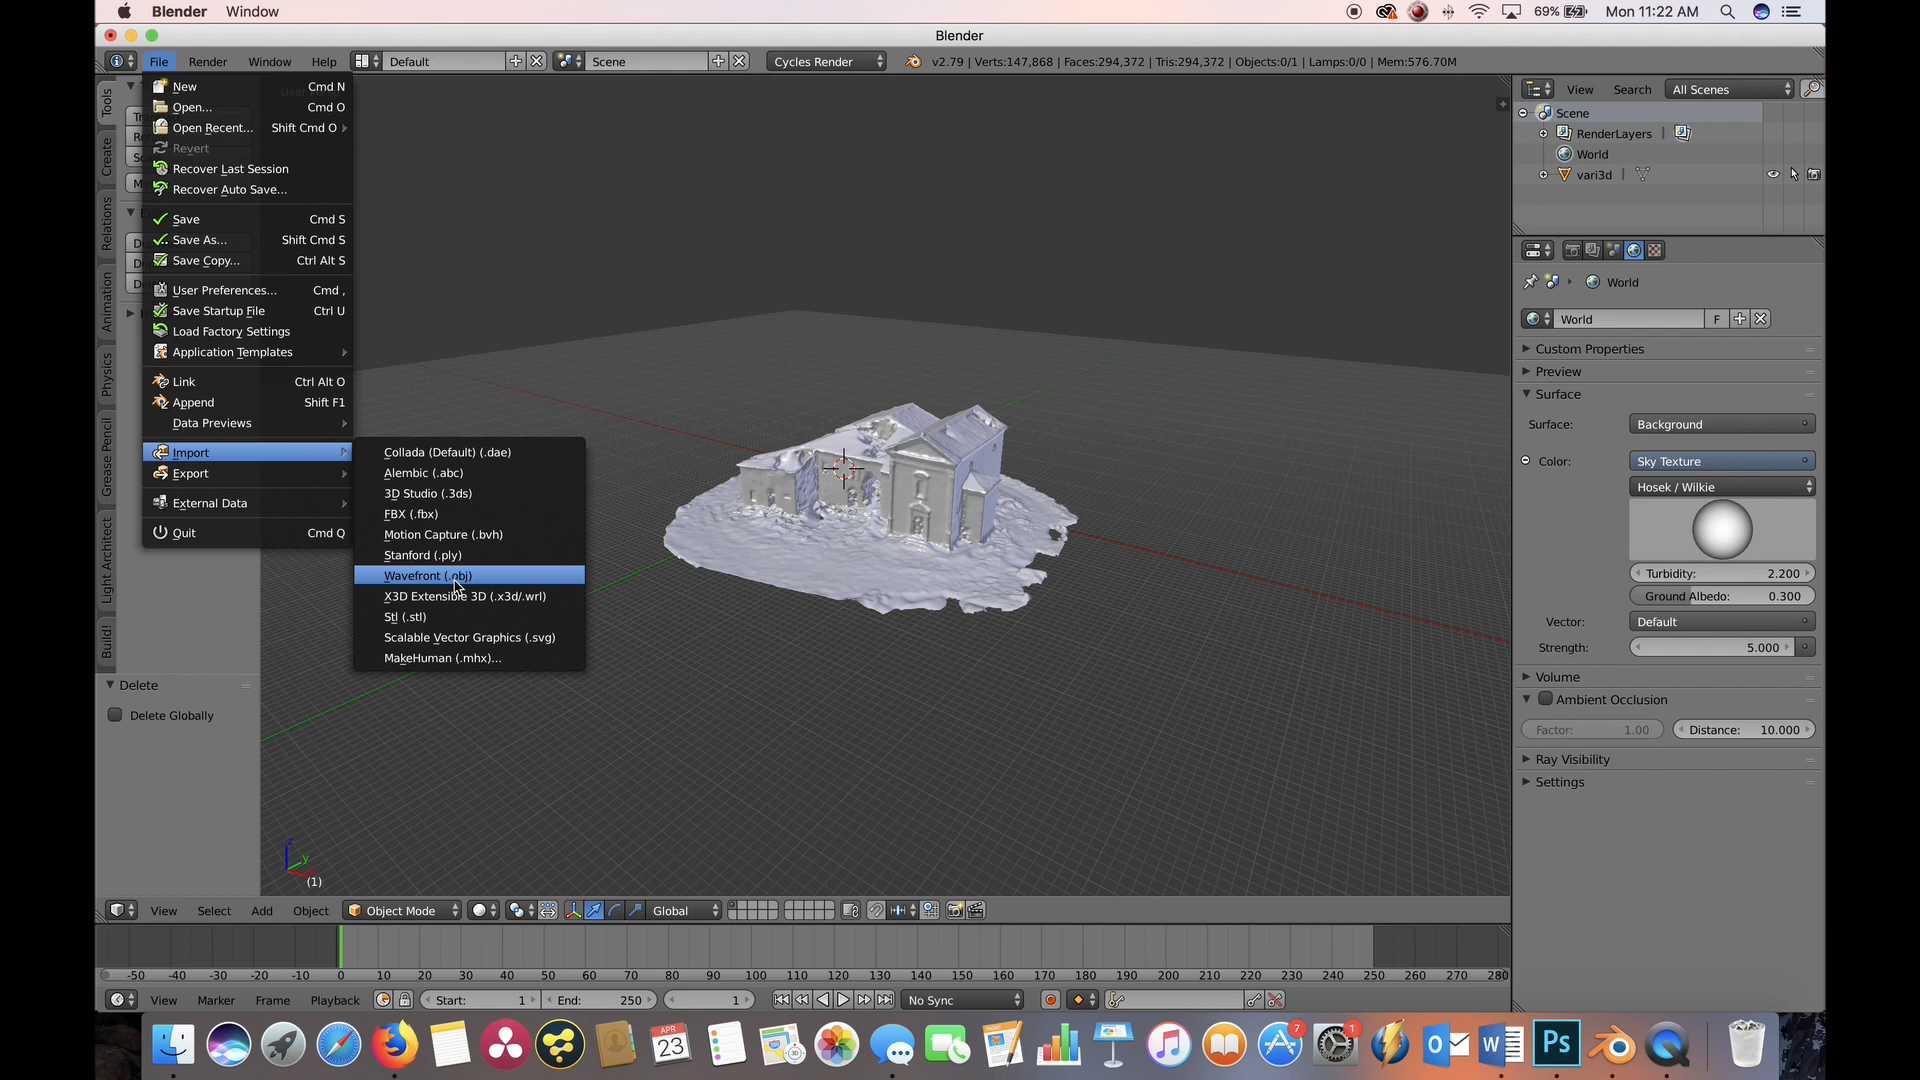 Blender Window 69% Mon 11:22 AM
Blender
File Render Window Help Default Scene Cycles Render v2.79 | Verts:147,868 | Faces:294,372 | Tris:294,372 | Objects:0/1 | Lamps:0/0 | Mem:576.70M
New Cmd N
Open... Cmd O
Open Recent... Shift Cmd O
Revert
Recover Last Session
Recover Auto Save...
Save Cmd S
Save As... Shift Cmd S
Save Copy... Ctrl Alt S
User Preferences... Cmd ,
Save Startup File Ctrl U
Load Factory Settings
Application Templates
Link Ctrl Alt O
Append Shift F1
Data Previews
Import
Export
External Data
Quit Cmd Q
Collada (Default) (.dae)
Alembic (.abc)
3D Studio (.3ds)
FBX (.fbx)
Motion Capture (.bvh)
Stanford (.ply)
Wavefront (.obj)
X3D Extensible 3D (.x3d/.wrl)
Stl (.stl)
Scalable Vector Graphics (.svg)
MakeHuman (.mhx)...
Tools
Create
Relations
Animation
Physics
Grease Pencil
Light Architect
Build!
Delete
Delete Globally
z
y
(1)
View Search All Scenes
Scene
RenderLayers
World
vari3d
World
World F
Custom Properties
Preview
Surface
Surface: Background
Color: Sky Texture
Hosek / Wilkie
Turbidity: 2.200
Ground Albedo: 0.300
Vector: Default
Strength: 5.000
Volume
Ambient Occlusion
Factor: 1.00 Distance: 10.000
Ray Visibility
Settings
View Select Add Object Object Mode Global
-50 -40 -30 -20 -10 0 10 20 30 40 50 60 70 80 90 100 110 120 130 140 150 160 170 180 190 200 210 220 230 240 250 260 270 280
View Marker Frame Playback Start: 1 End: 250 1 No Sync
APR
23
7
1
Ps